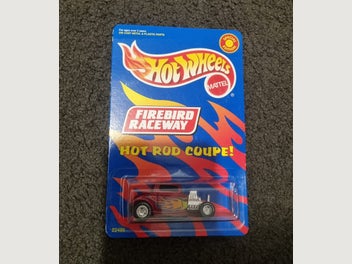 Hot Wheels
MATTEL
FIREBIRD
RACEWAY
HOT ROD COUPE!